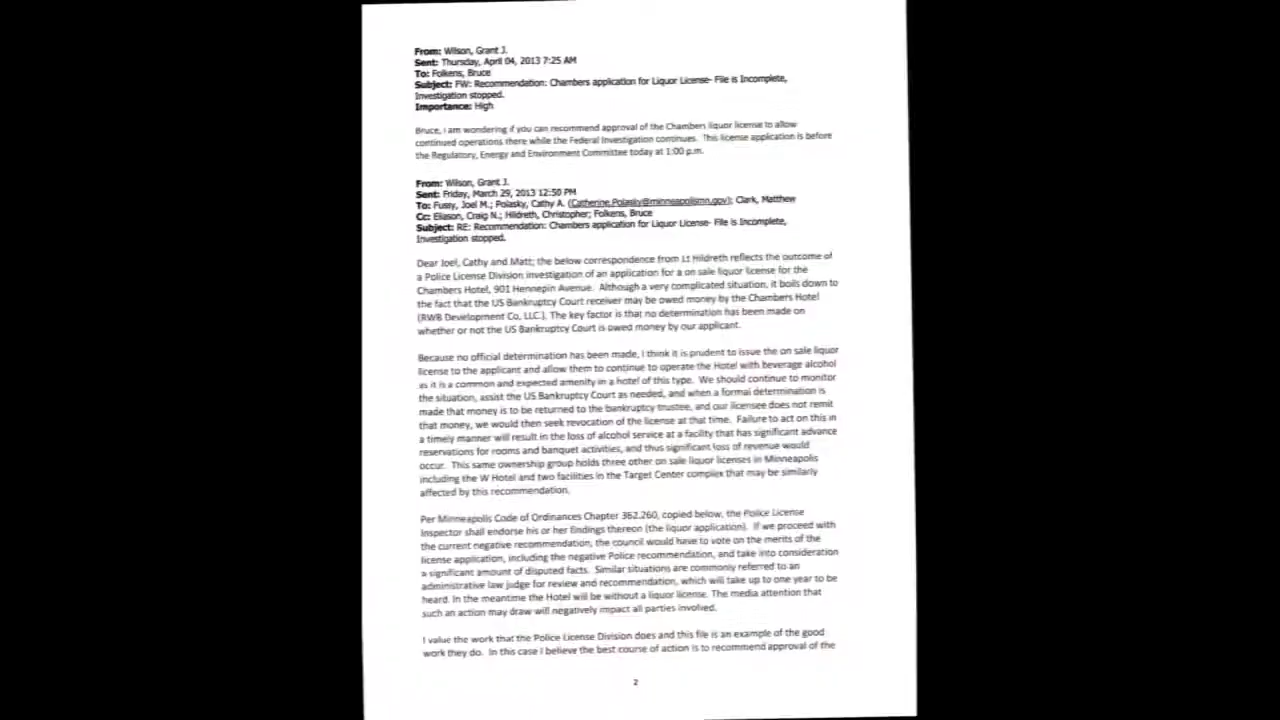 From: Wilson, Grant J.
Sent: Thursday, April 04, 2013 7:25 AM
To: Folkens, Bruce
Subject: FW: Recommendation: Chambers application for Liquor License- File is Incomplete,
Investigation stopped.
Importance: High
Bruce, I am wondering if you can recommend approval of the Chambers liquor license to allow
continued operations there while the Federal Investigation continues. This license application is before
the Regulatory, Energy and Environment Committee today at 1:00 p.m.
From: Wilson, Grant J.
Sent: Friday, March 29, 2013 12:50 PM
To: Fussy, Joel M.; Polasky, Cathy A. (Catherine.Polasky@minneapolismn.gov); Clark, Matthew
Cc: Eliason, Craig N.; Hildreth, Christopher; Folkens, Bruce
Subject: RE: Recommendation: Chambers application for Liquor License- File is Incomplete,
Investigation stopped.
Dear Joel, Cathy and Matt; the below correspondence from Lt Hildreth reflects the outcome of
a Police License Division investigation of an application for a on sale liquor license for the
Chambers Hotel, 901 Hennepin Avenue. Although a very complicated situation, it boils down to
the fact that the US Bankruptcy Court receiver may be owed money by the Chambers Hotel
(RWB Development Co, LLC.). The key factor is that no determination has been made on
whether or not the US Bankruptcy Court is owed money by our applicant.
Because no official determination has been made, I think it is prudent to issue the on sale liquor
license to the applicant and allow them to continue to operate the Hotel with beverage alcohol
as it is a common and expected amenity in a hotel of this type. We should continue to monitor
the situation, assist the US Bankruptcy Court as needed, and when a formal determination is
made that money is to be returned to the bankruptcy trustee, and our licensee does not remit
that money, we would then seek revocation of the license at that time. Failure to act on this in
a timely manner will result in the loss of alcohol service at a facility that has significant advance
reservations for rooms and banquet activities, and thus significant loss of revenue would
occur. This same ownership group holds three other on sale liquor licenses in Minneapolis
including the W Hotel and two facilities in the Target Center complex that may be similarly
affected by this recommendation.
Per Minneapolis Code of Ordinances Chapter 362.260, copied below, the Police License
Inspector shall endorse his or her findings thereon (the liquor application). If we proceed with
the current negative recommendation, the council would have to vote on the merits of the
license application, including the negative Police recommendation, and take into consideration
a significant amount of disputed facts. Similar situations are commonly referred to an
administrative law judge for review and recommendation, which will take up to one year to be
heard. In the meantime the Hotel will be without a liquor license. The media attention that
such an action may draw will negatively impact all parties involved.
I value the work that the Police License Division does and this file is an example of the good
work they do. In this case I believe the best course of action is to recommend approval of the
2